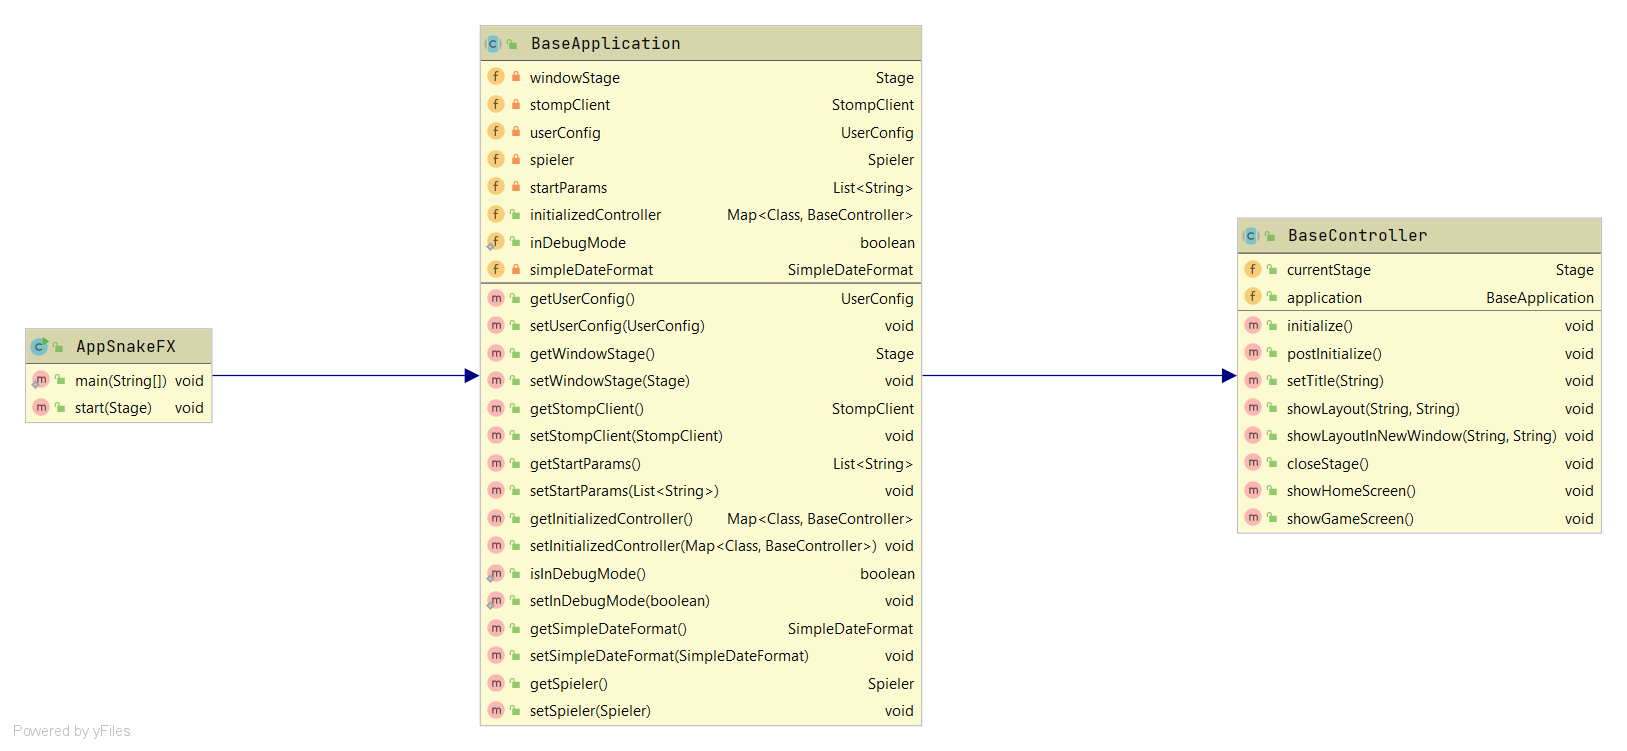 AppSnakeFX
main(String[]) void
start(Stage) void
BaseApplication
windowStage Stage
stompClient StompClient
userConfig UserConfig
spieler Spieler
startParams List<String>
initializedController Map<Class, BaseController>
inDebugMode boolean
simpleDateFormat SimpleDateFormat
getUserConfig() UserConfig
setUserConfig(UserConfig) void
getWindowStage() Stage
setWindowStage(Stage) void
getStompClient() StompClient
setStompClient(StompClient) void
getStartParams() List<String>
setStartParams(List<String>) void
getInitializedController() Map<Class, BaseController>
setInitializedController(Map<Class, BaseController>) void
isInDebugMode() boolean
setInDebugMode(boolean) void
getSimpleDateFormat() SimpleDateFormat
setSimpleDateFormat(SimpleDateFormat) void
getSpieler() Spieler
setSpieler(Spieler) void
BaseController
currentStage Stage
application BaseApplication
initialize() void
postInitialize() void
setTitle(String) void
showLayout(String, String) void
showLayoutInNewWindow(String, String) void
closeStage() void
showHomeScreen() void
showGameScreen() void
Powered by yFiles